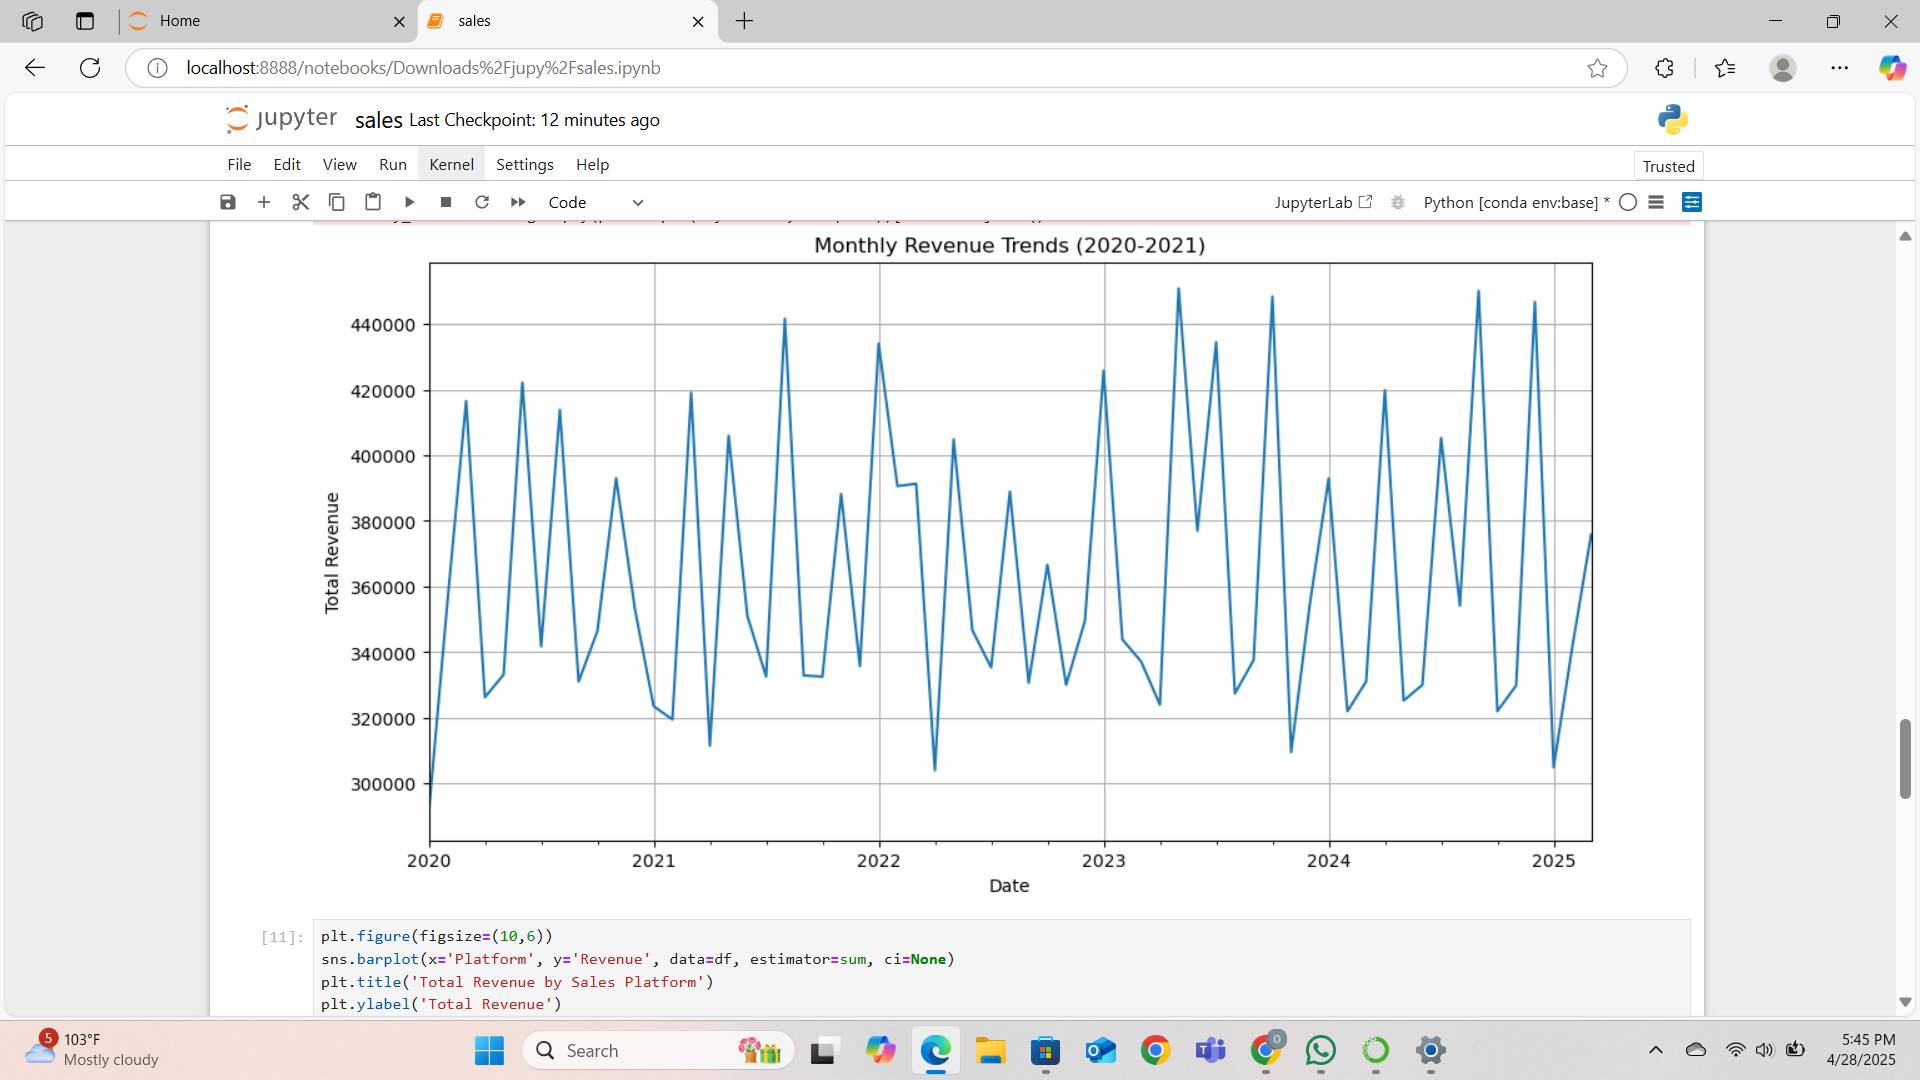 Home
sales
localhost:8888/notebooks/Downloads%2Fjupy%2Fsales.ipynb
jupyter sales Last Checkpoint: 12 minutes ago
File Edit View Run Kernel Settings Help
Trusted
Code
JupyterLab
Python [conda env:base] *
Monthly Revenue Trends (2020-2021)
Total Revenue
440000
420000
400000
380000
360000
340000
320000
300000
2020 2021 2022 2023 2024 2025
Date
[11]:
plt.figure(figsize=(10,6))
sns.barplot(x='Platform', y='Revenue', data=df, estimator=sum, ci=None)
plt.title('Total Revenue by Sales Platform')
plt.ylabel('Total Revenue')
5
103°F
Mostly cloudy
Search
0
5:45 PM
4/28/2025